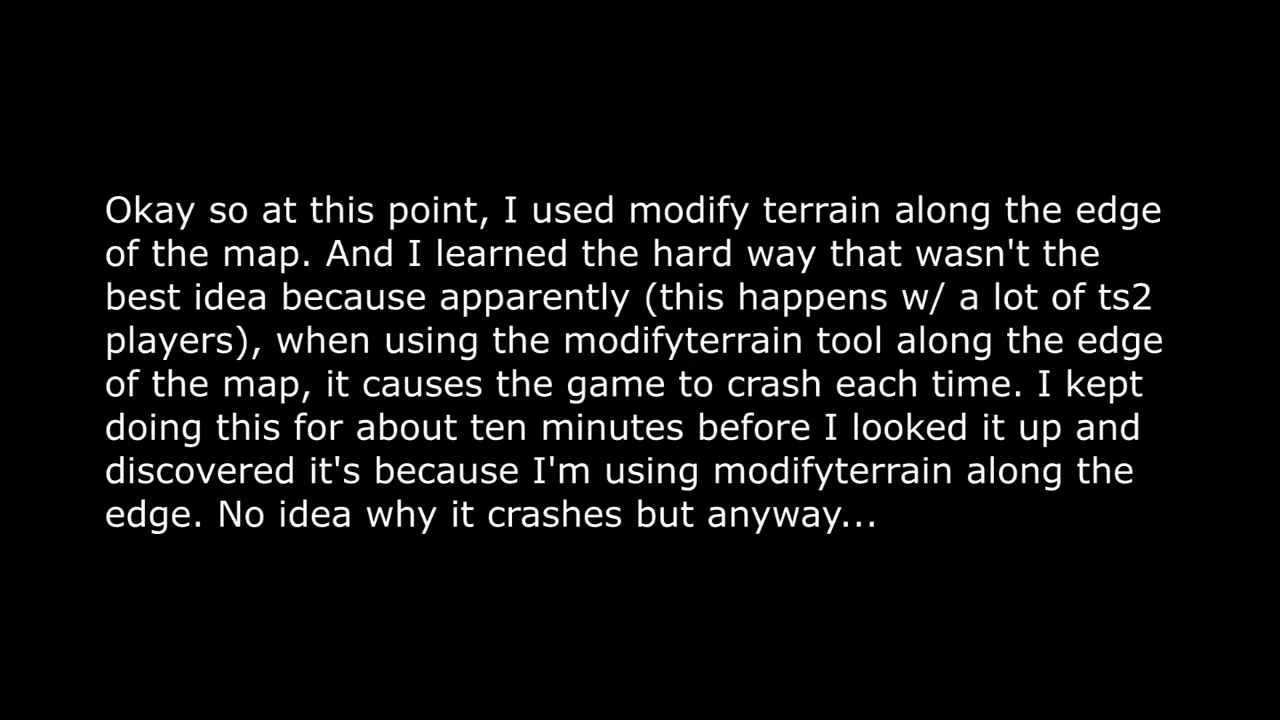 Okay so at this point, I used modify terrain along the edge
of the map. And I learned the hard way that wasn't the
best idea because apparently (this happens w/ a lot of ts2
players), when using the modifyterrain tool along the edge
of the map, it causes the game to crash each time. I kept
doing this for about ten minutes before I looked it up and
discovered it's because I'm using modifyterrain along the
edge. No idea why it crashes but anyway...